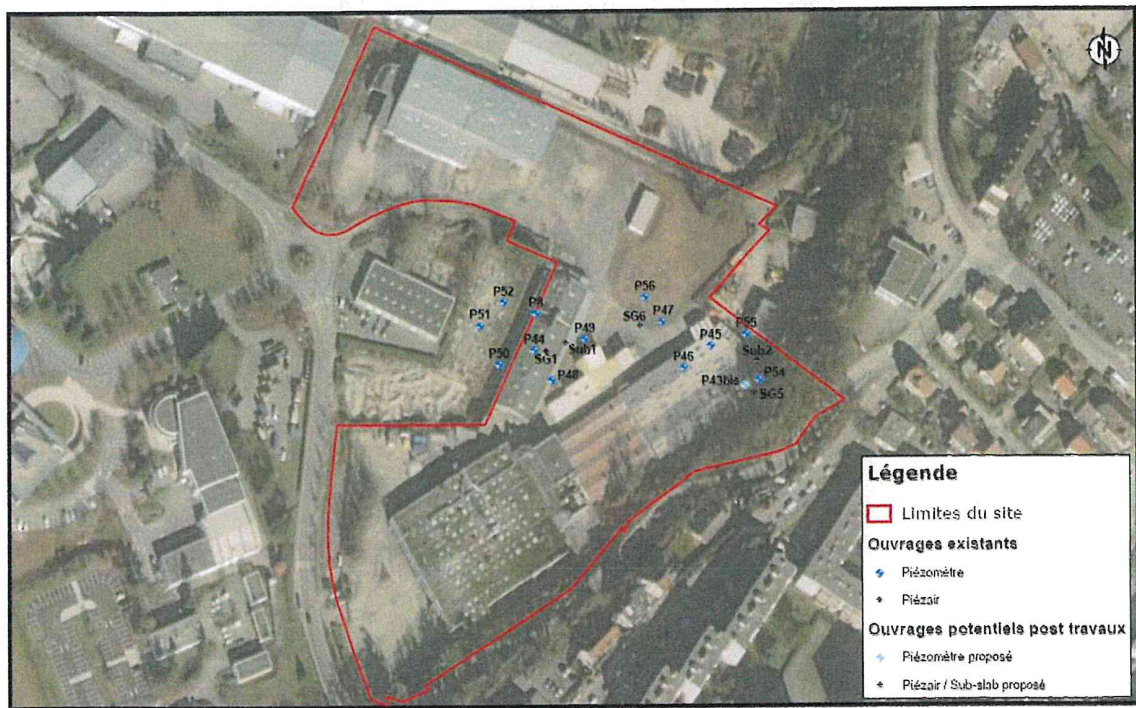 N
P56
P52
P8
P47
SG6
P51
P49
P55
P45
P44
Sub1
Sub2
SG1
P46
P50
P48
P54
P43bis
SG5
Légende
Limites du site
Ouvrages existants
Piézomètre
Piézair
Ouvrages potentiels post travaux
Piézomètre proposé
Piézair / Sub-slab proposé